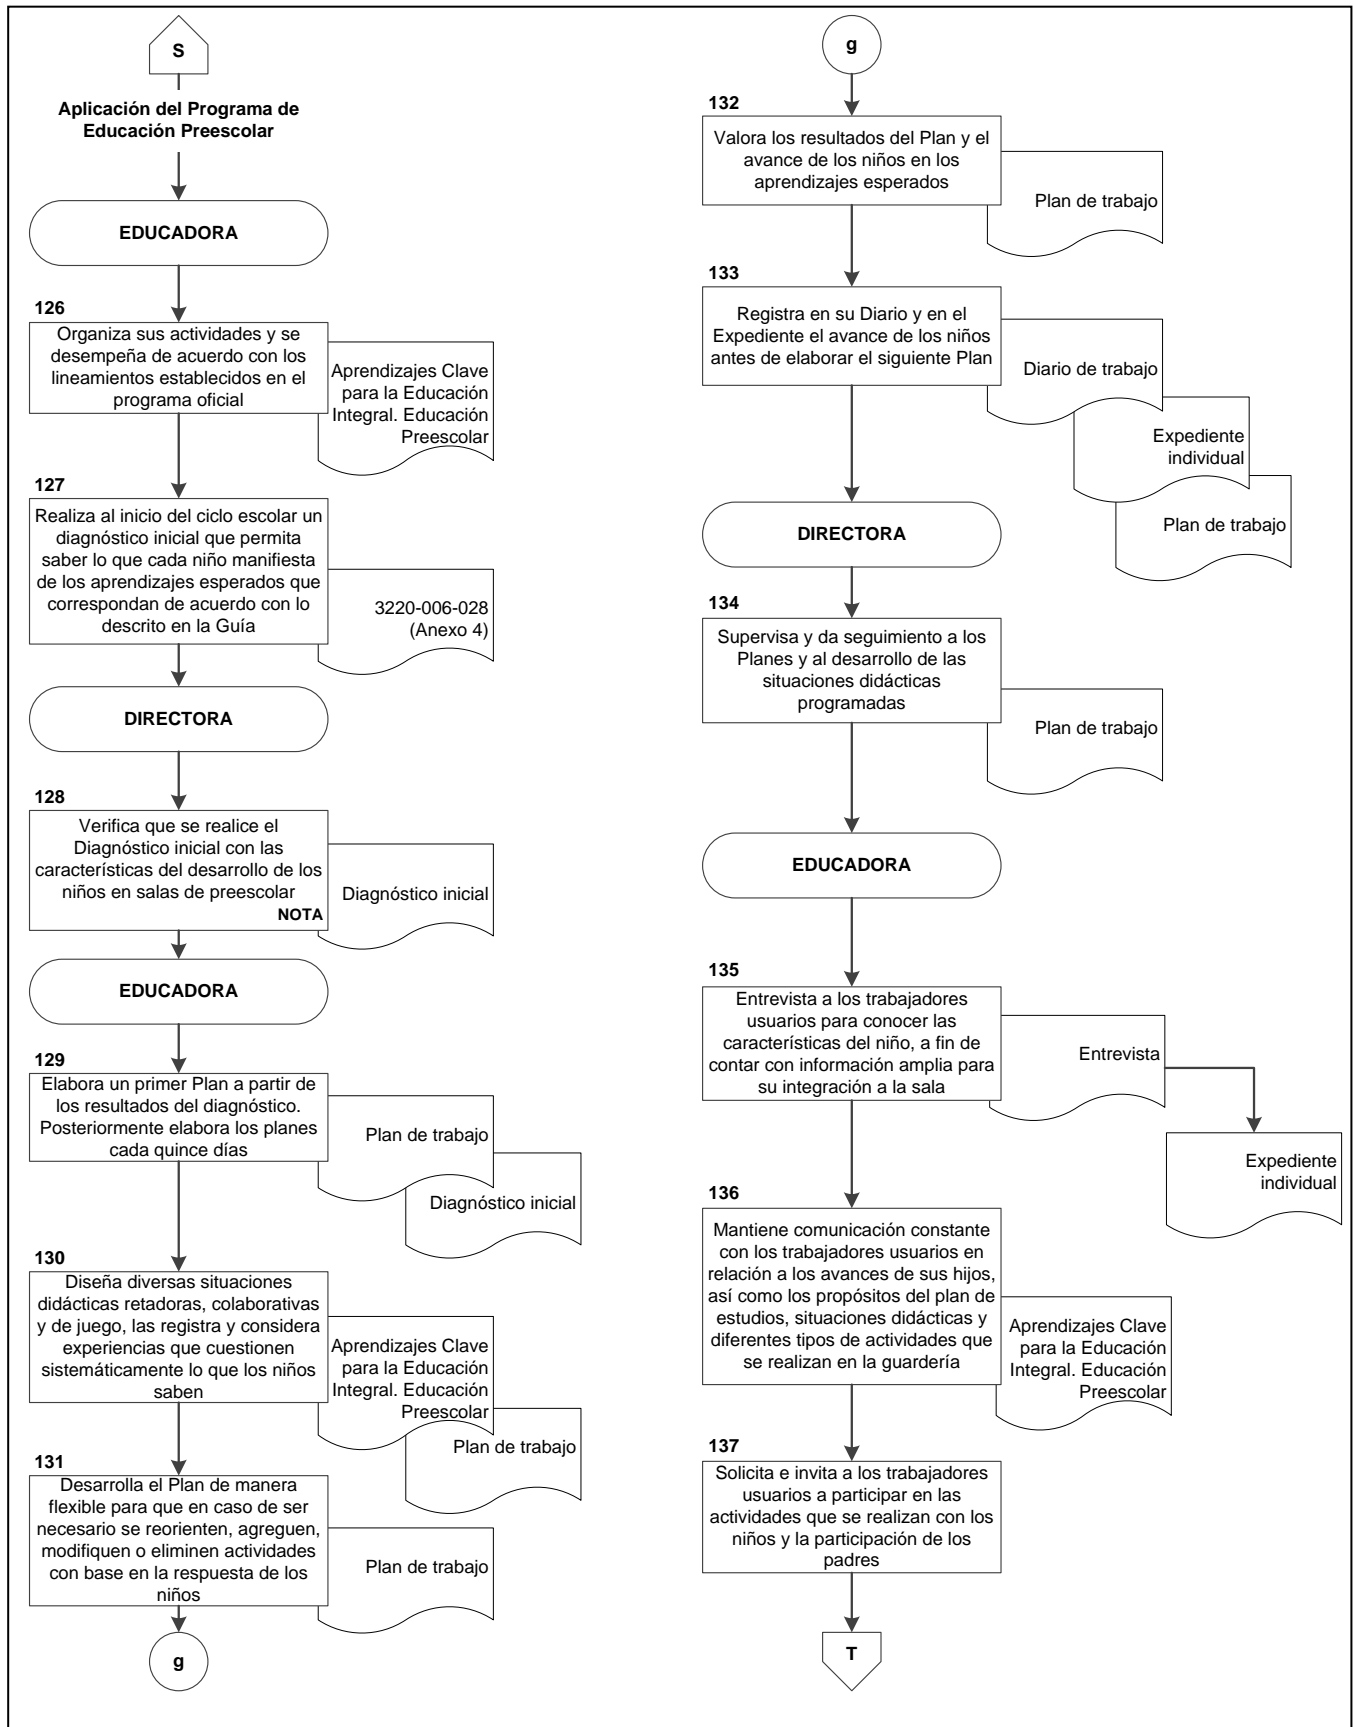 S
Aplicación del Programa de
Educación Preescolar
EDUCADORA
126
Organiza sus actividades y se
desempeña de acuerdo con los
lineamientos establecidos en el
programa oficial
Aprendizajes Clave
para la Educación
Integral. Educación
Preescolar
127
Realiza al inicio del ciclo escolar un
diagnóstico inicial que permita
saber lo que cada niño manifiesta
de los aprendizajes esperados que
correspondan de acuerdo con lo
descrito en la Guía
3220-006-028
(Anexo 4)
DIRECTORA
128
Verifica que se realice el
Diagnóstico inicial con las
características del desarrollo de los
niños en salas de preescolar
NOTA
Diagnóstico inicial
EDUCADORA
129
Elabora un primer Plan a partir de
los resultados del diagnóstico.
Posteriormente elabora los planes
cada quince días
Plan de trabajo
Diagnóstico inicial
130
Diseña diversas situaciones
didácticas retadoras, colaborativas
y de juego, las registra y considera
experiencias que cuestionen
sistemáticamente lo que los niños
saben
Aprendizajes Clave
para la Educación
Integral. Educación
Preescolar
Plan de trabajo
131
Desarrolla el Plan de manera
flexible para que en caso de ser
necesario se reorienten, agreguen,
modifiquen o eliminen actividades
con base en la respuesta de los
niños
Plan de trabajo
g
g
132
Valora los resultados del Plan y el
avance de los niños en los
aprendizajes esperados
Plan de trabajo
133
Registra en su Diario y en el
Expediente el avance de los niños
antes de elaborar el siguiente Plan
Diario de trabajo
Expediente
individual
Plan de trabajo
DIRECTORA
134
Supervisa y da seguimiento a los
Planes y al desarrollo de las
situaciones didácticas
programadas
Plan de trabajo
EDUCADORA
135
Entrevista a los trabajadores
usuarios para conocer las
características del niño, a fin de
contar con información amplia para
su integración a la sala
Entrevista
Expediente
individual
136
Mantiene comunicación constante
con los trabajadores usuarios en
relación a los avances de sus hijos,
así como los propósitos del plan de
estudios, situaciones didácticas y
diferentes tipos de actividades que
se realizan en la guardería
Aprendizajes Clave
para la Educación
Integral. Educación
Preescolar
137
Solicita e invita a los trabajadores
usuarios a participar en las
actividades que se realizan con los
niños y la participación de los
padres
T